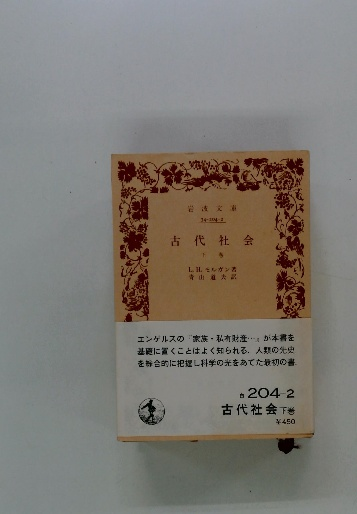 岩波文庫
34-204-2
古代社会
下巻
L.H.モルガン著
青山道夫訳
エンゲルスの「家族・私有財産…」が本書を
基礎に置くことはよく知られる. 人類の先史
を綜合的に把握し科学の光をあてた最初の書.
白204-2
古代社会下巻
¥450